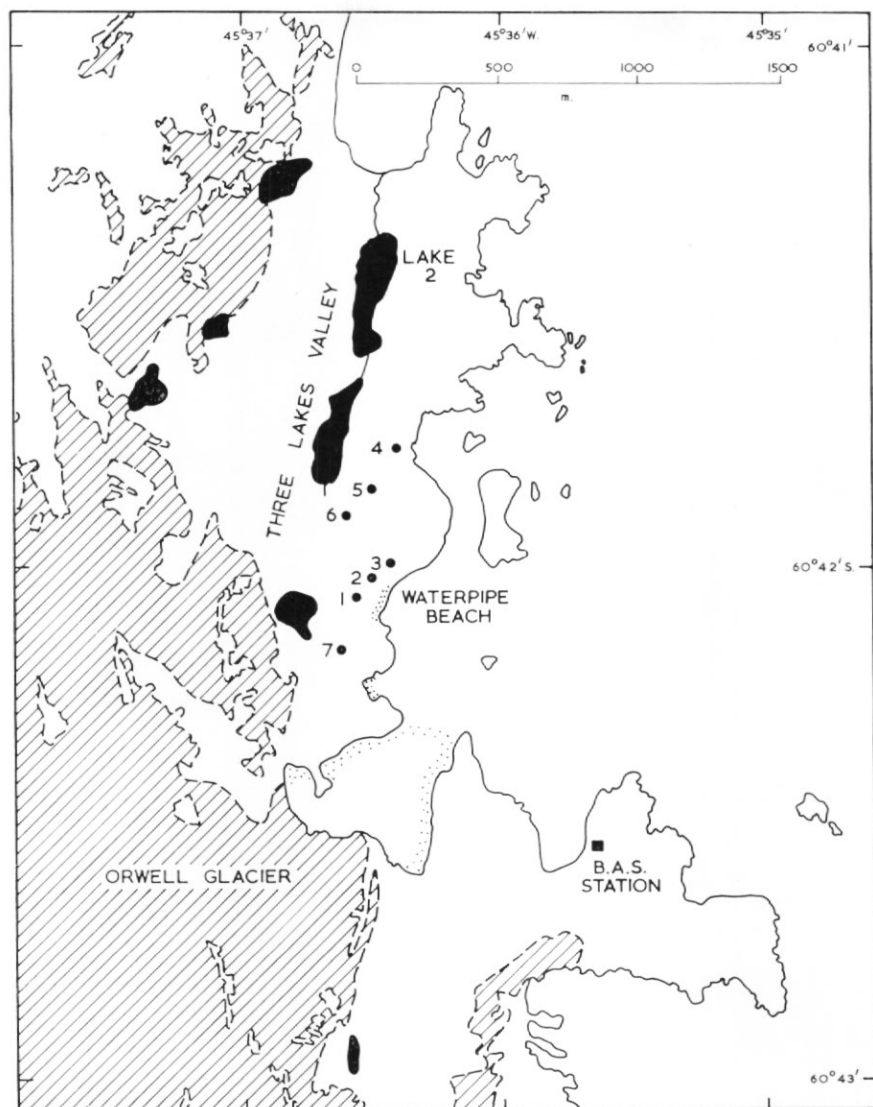 45°37'
45°36'W.
45°35'
60°41'
0 500 1000 1500
m.
LAKE
2
THREE LAKES VALLEY
4
5
6
3
2
1
60°42'S.
WATERPIPE
BEACH
7
ORWELL GLACIER
B.A.S.
STATION
60°43'